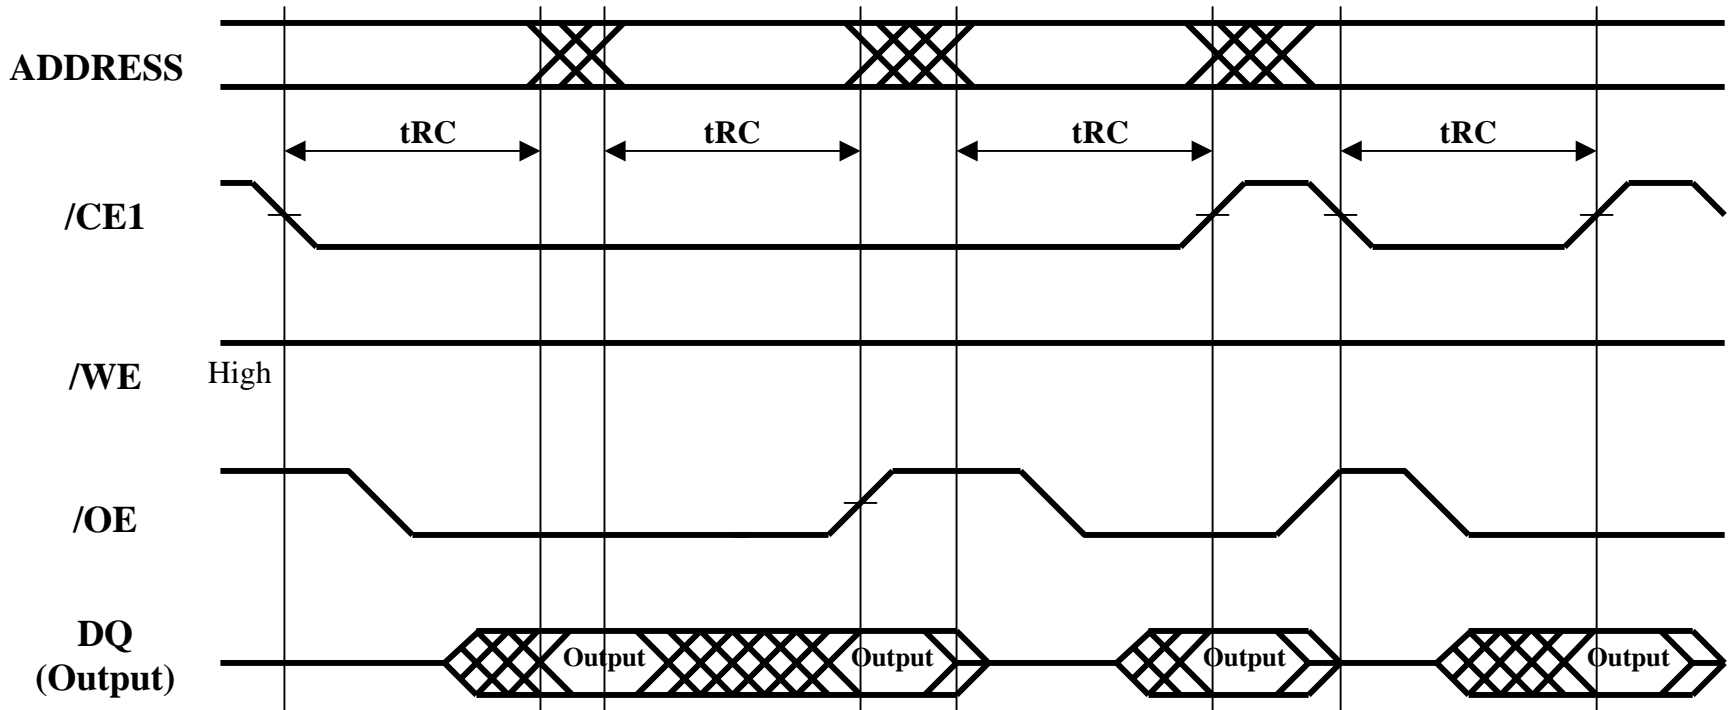 ADDRESS
tRC tRC tRC tRC
/CE1
/WE High
/OE
DQ
(Output)
Output Output Output Output